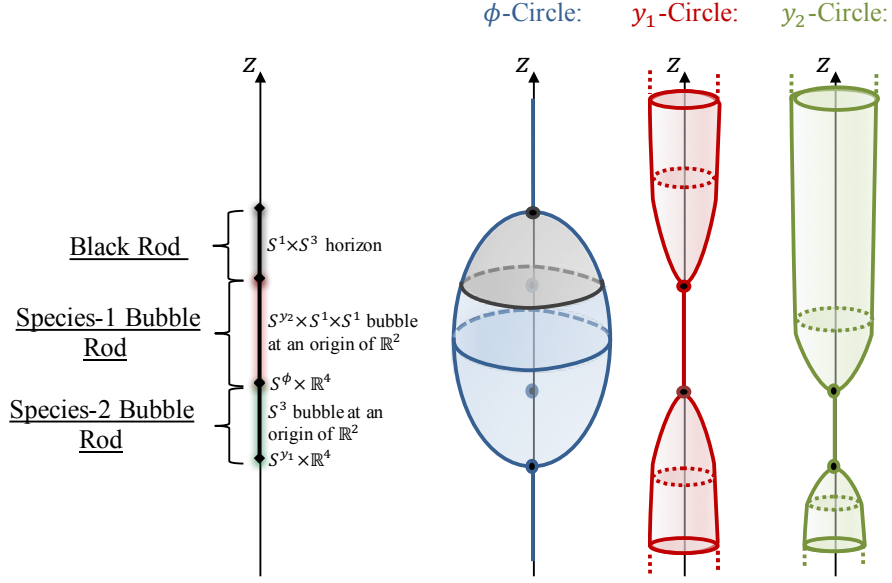 ϕ-Circle:
y₁-Circle:
y₂-Circle:
z
z
z
z
Black Rod
S¹×S³ horizon
Species-1 Bubble
Rod
S^{y₂}×S¹×S¹ bubble
at an origin of ℝ²
S^ϕ×ℝ⁴
Species-2 Bubble
Rod
S³ bubble at an
origin of ℝ²
S^{y₁}×ℝ⁴